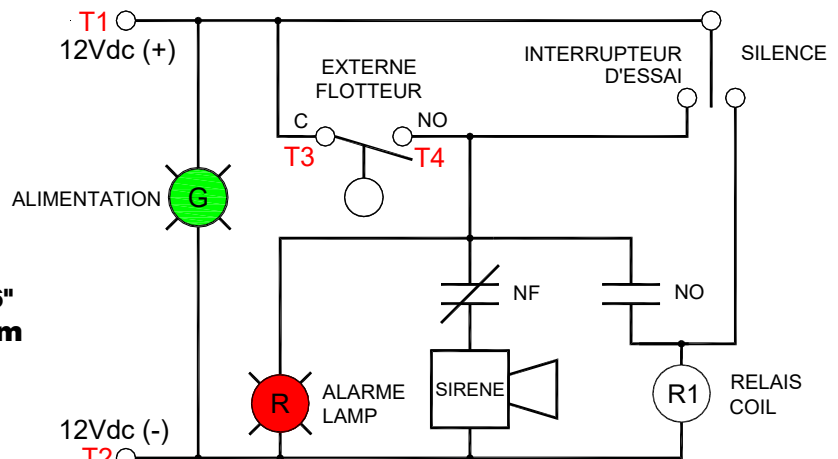 T1
12Vdc (+)
EXTERNE
FLOTTEUR
INTERRUPTEUR
D'ESSAI
SILENCE
C
NO
T3
T4
ALIMENTATION
G
NF
NO
R
ALARME
LAMP
SIRENE
R1
RELAIS
COIL
12Vdc (-)
T2